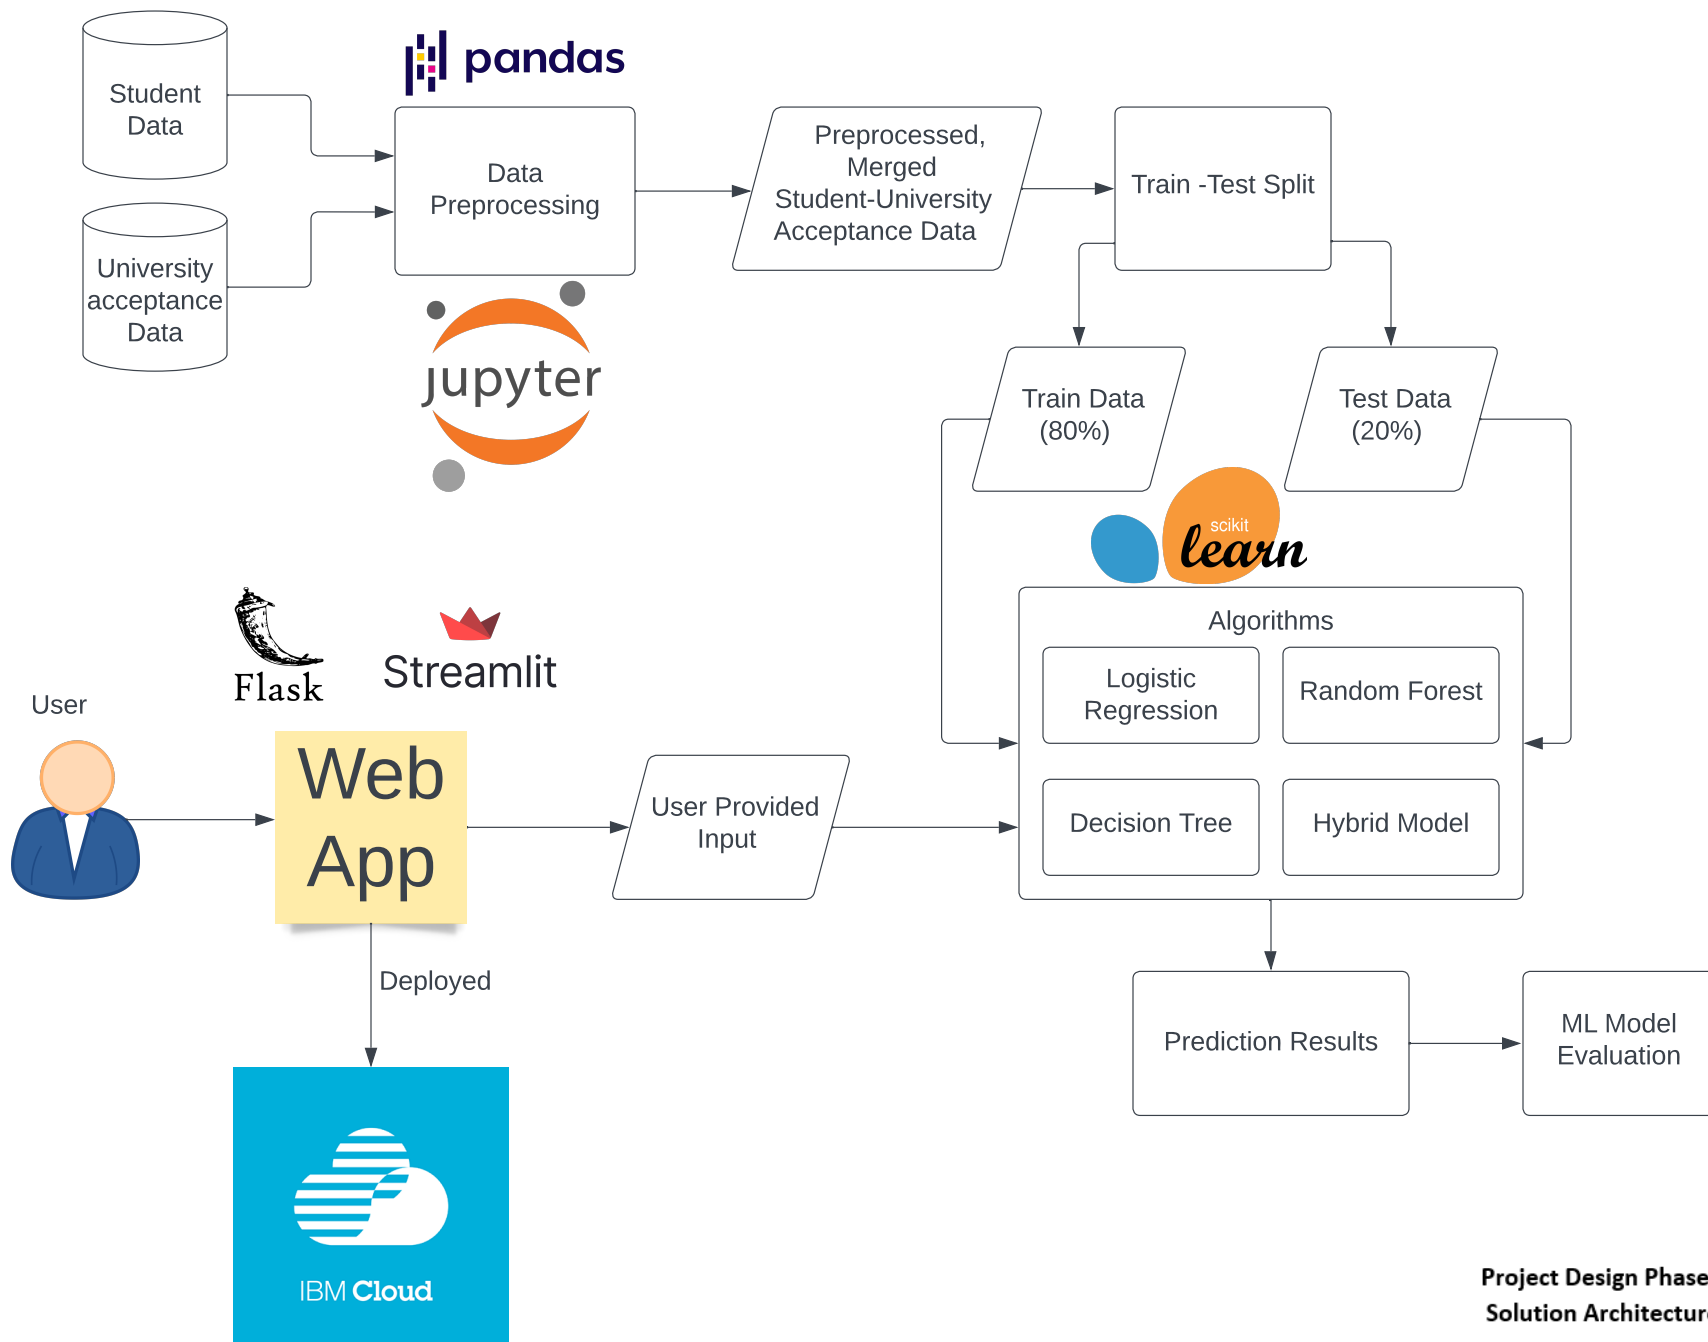 Student
Data
University
acceptance
Data
pandas
Data
Preprocessing
jupyter
Preprocessed,
Merged
Student-University
Acceptance Data
Train -Test Split
Train Data
(80%)
Test Data
(20%)
scikit
learn
Algorithms
Logistic
Regression
Random Forest
Decision Tree
Hybrid Model
User
Flask
Streamlit
Web
App
User Provided
Input
Deployed
IBM Cloud
Prediction Results
ML Model
Evaluation
Project Design Phase
Solution Architecture